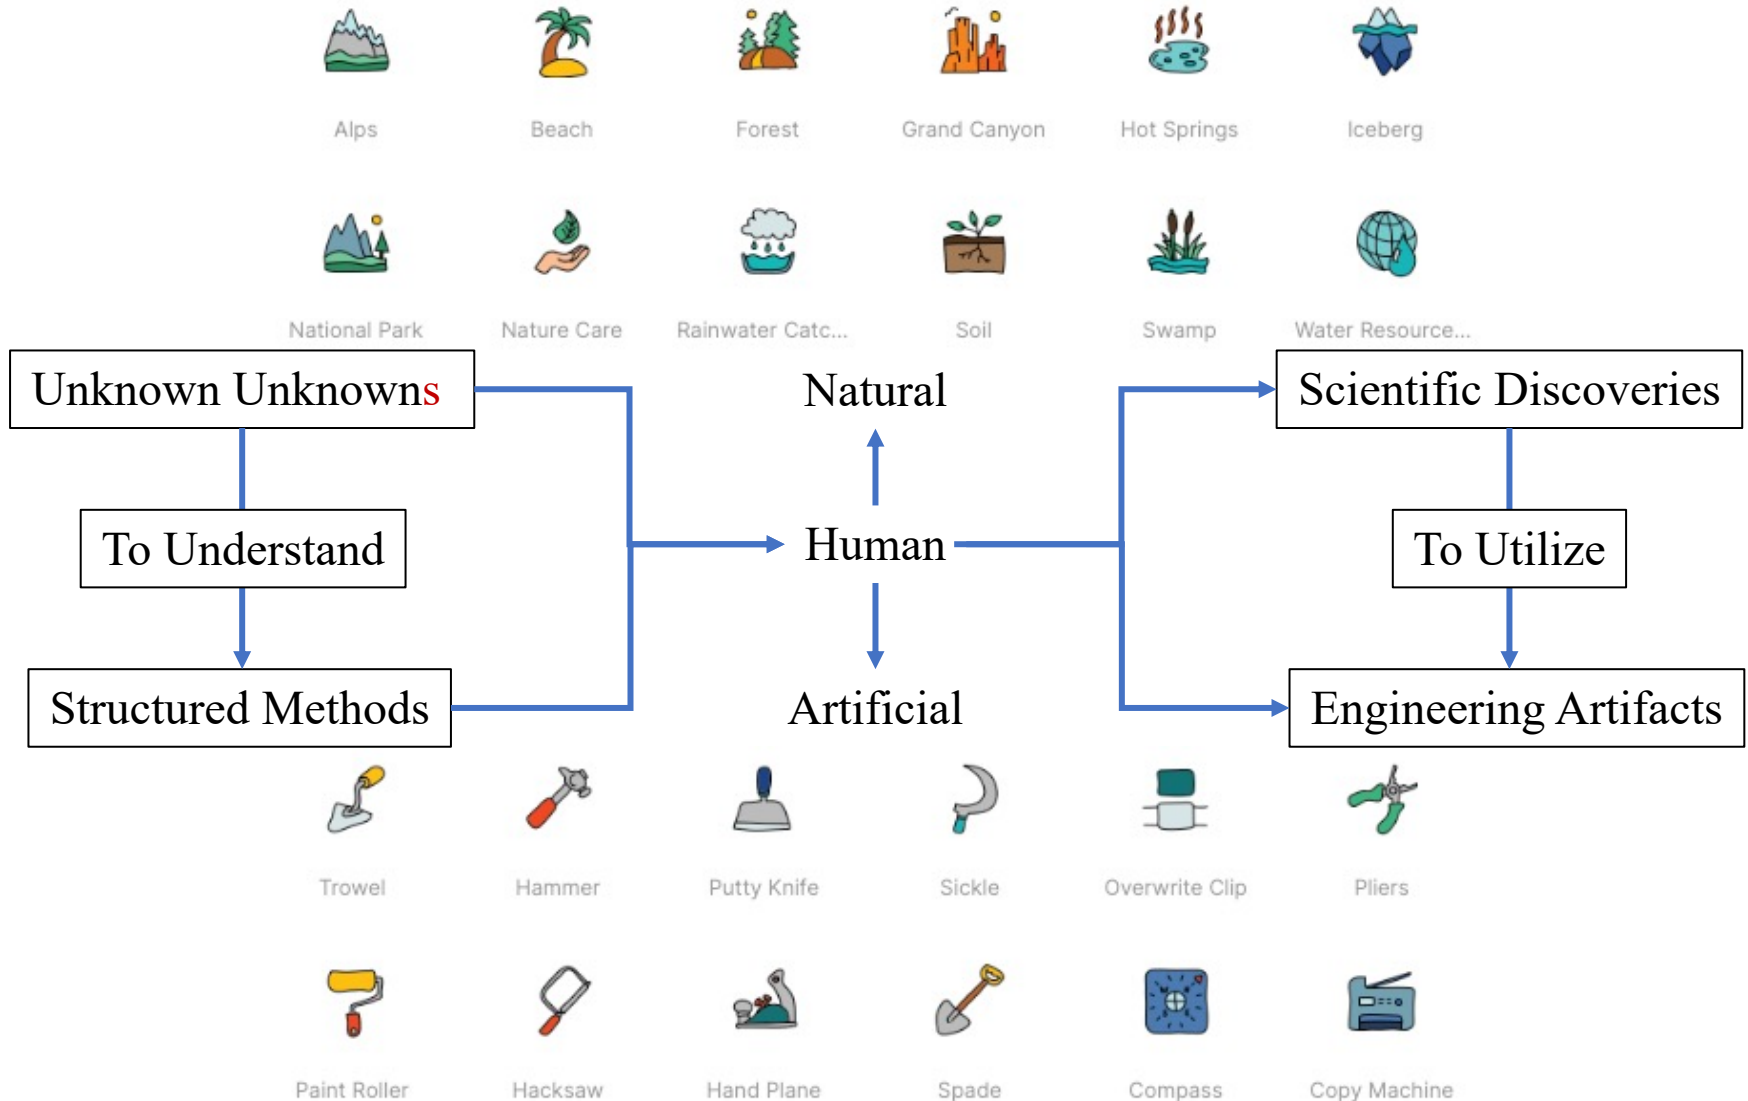 Alps
Beach
Forest
Grand Canyon
Hot Springs
Iceberg
National Park
Nature Care
Rainwater Catc...
Soil
Swamp
Water Resource...
Unknown Unknowns
Natural
Scientific Discoveries
To Understand
Human
To Utilize
Structured Methods
Artificial
Engineering Artifacts
Trowel
Hammer
Putty Knife
Sickle
Overwrite Clip
Pliers
Paint Roller
Hacksaw
Hand Plane
Spade
Compass
Copy Machine